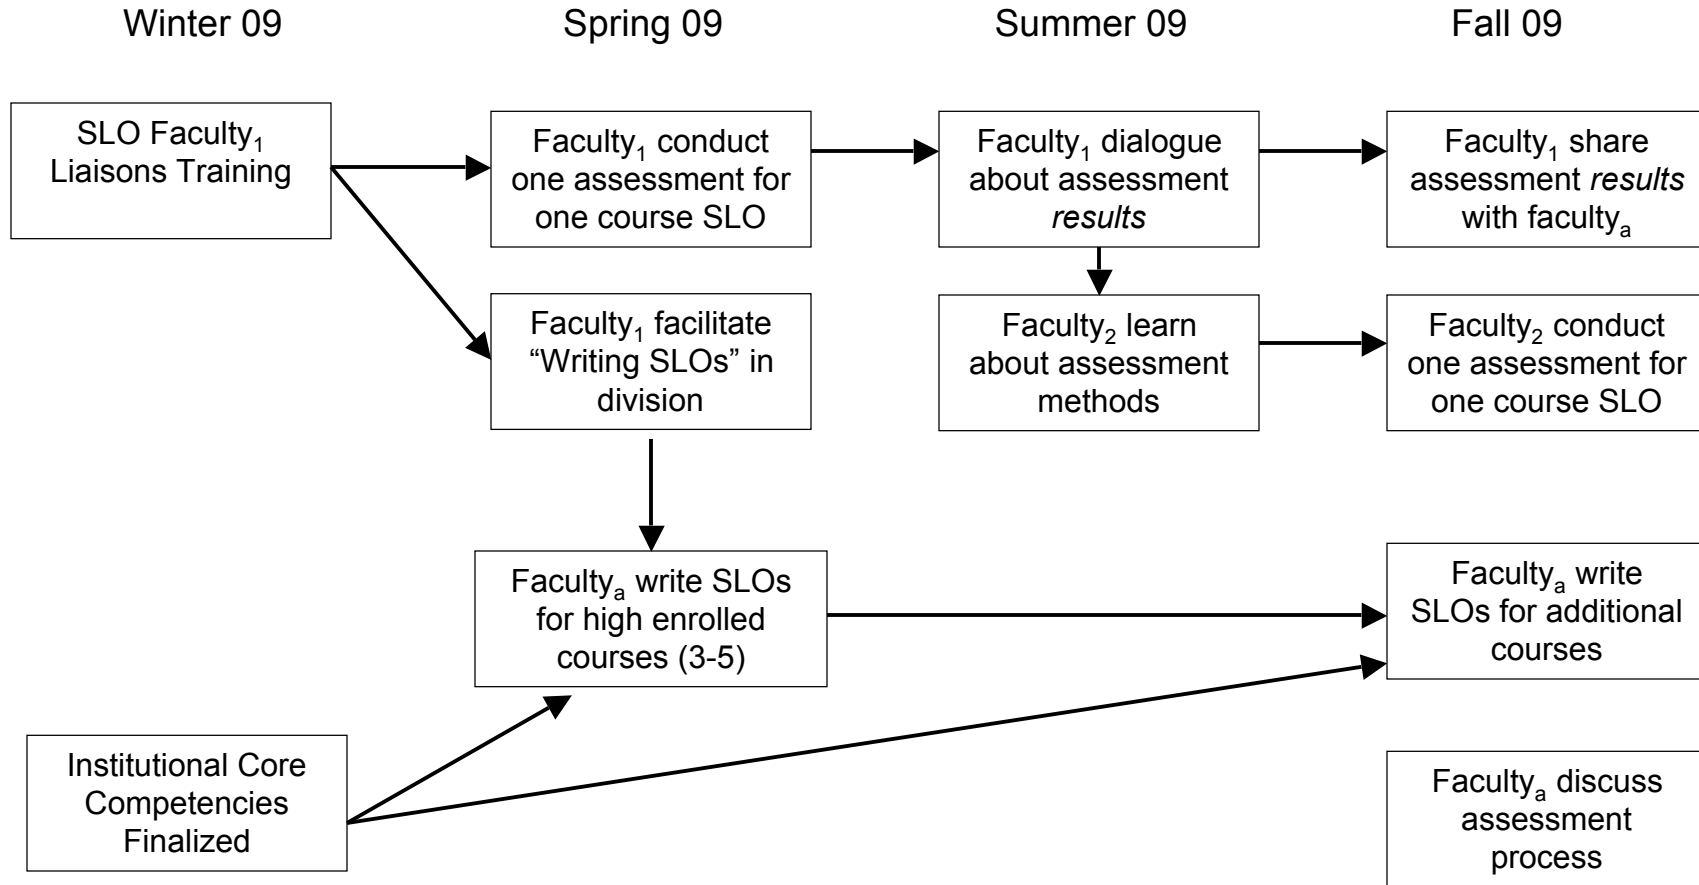 Winter 09
Spring 09
Summer 09
Fall 09
SLO Faculty₁
Liaisons Training
Faculty₁ conduct
one assessment for
one course SLO
Faculty₁ dialogue
about assessment
results
Faculty₁ share
assessment results
with facultyₐ
Faculty₁ facilitate
“Writing SLOs” in
division
Faculty₂ learn
about assessment
methods
Faculty₂ conduct
one assessment for
one course SLO
Facultyₐ write SLOs
for high enrolled
courses (3-5)
Facultyₐ write
SLOs for additional
courses
Institutional Core
Competencies
Finalized
Facultyₐ discuss
assessment
process